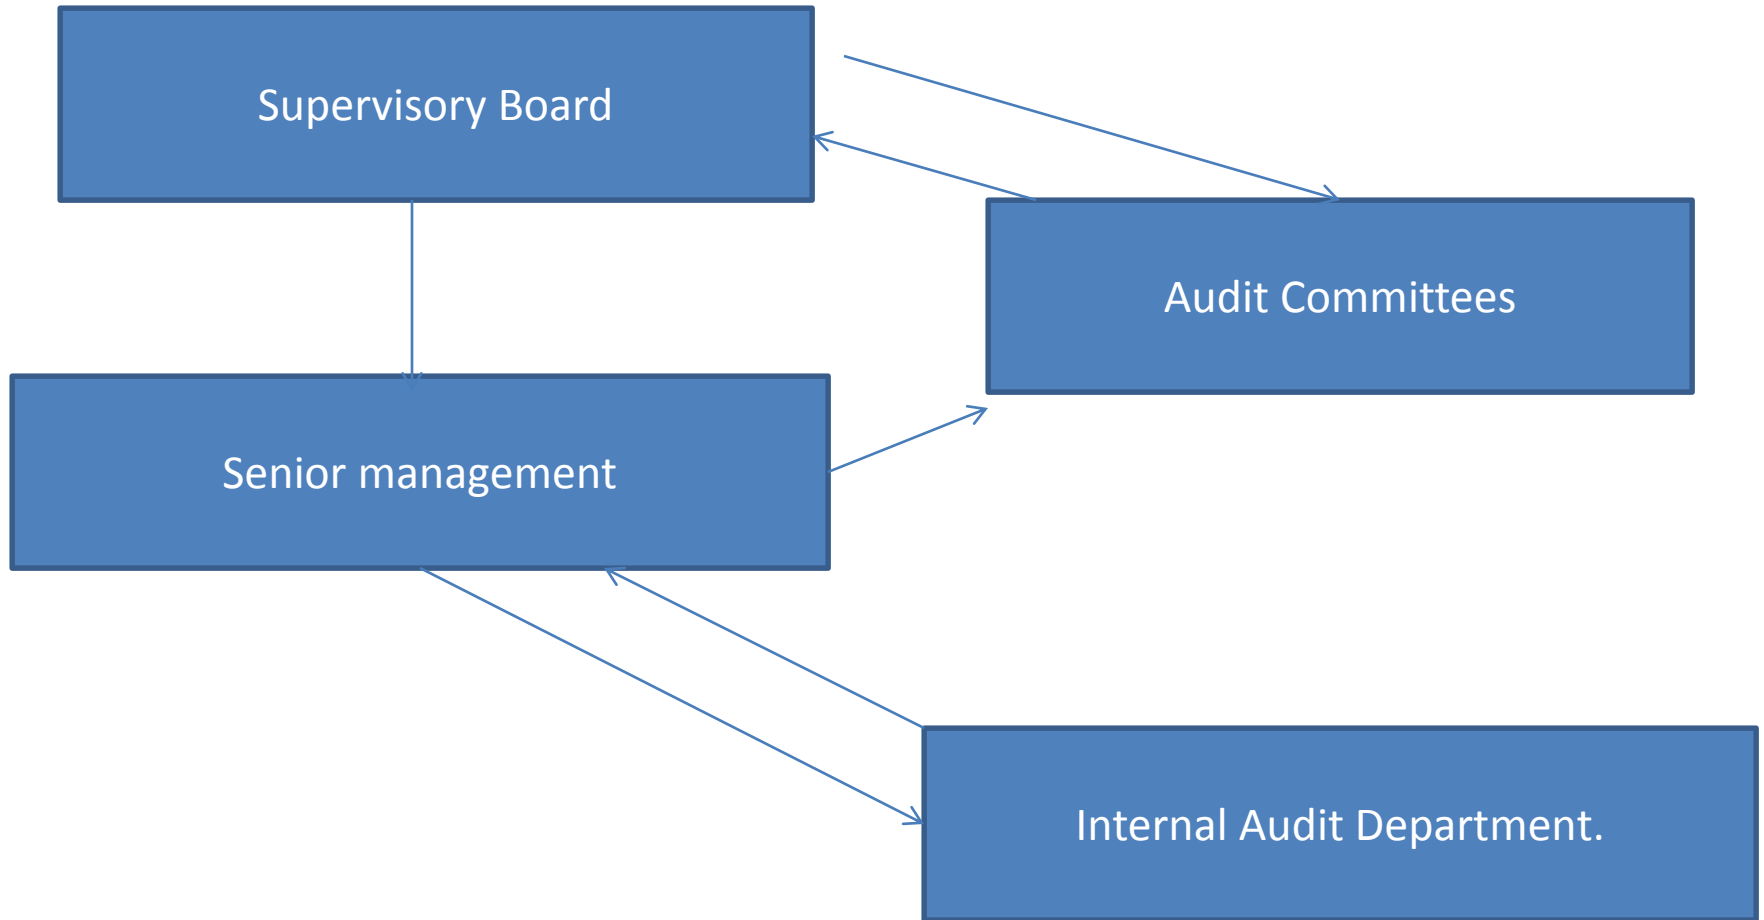 Supervisory Board
Audit Committees
Senior management
Internal Audit Department.